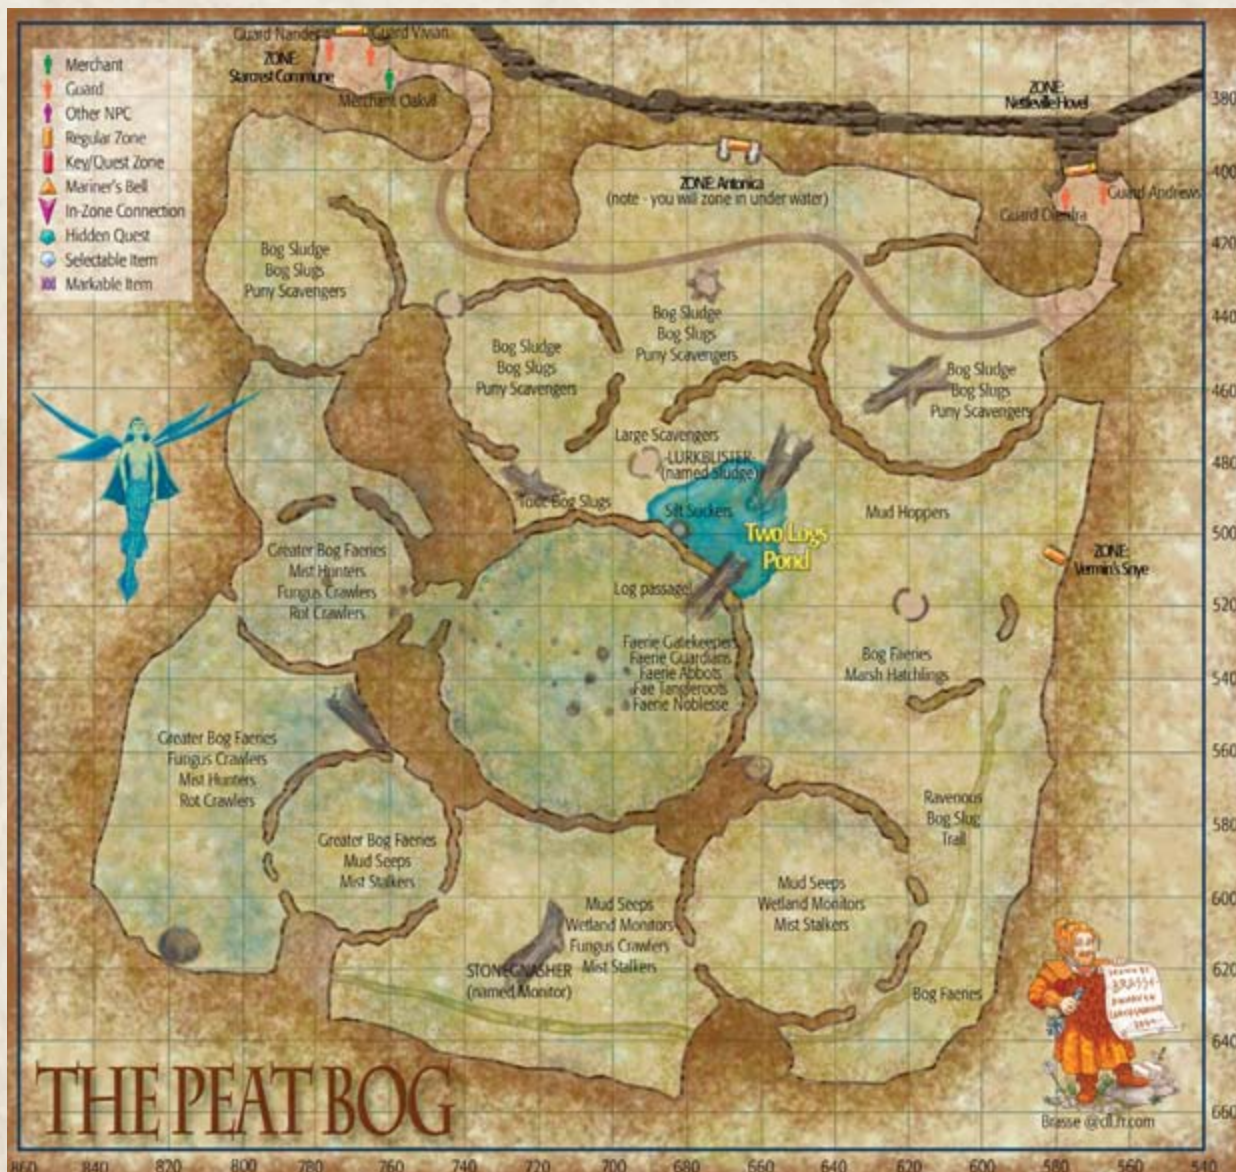 Guard Nandera
Guard Vivian
ZONE:
Starcrest Commune
Merchant Oakvil
Merchant
Guard
Other NPC
Regular Zone
Key/Quest Zone
Mariner's Bell
In-Zone Connection
Hidden Quest
Selectable Item
Markable Item
ZONE:
Nettleville Hovel
Guard Andrews
Guard Diendra
ZONE: Antonica
(note - you will zone in under water)
Bog Sludge
Bog Slugs
Puny Scavengers
Bog Sludge
Bog Slugs
Puny Scavengers
Bog Sludge
Bog Slugs
Puny Scavengers
Bog Sludge
Bog Slugs
Puny Scavengers
Large Scavengers
-LURKBLISTER-
(named Sludge)
Toxic Bog Slugs
Silt Suckers
Two Logs
Pond
Mud Hoppers
ZONE:
Vermin's Snye
Greater Bog Faeries
Mist Hunters
Fungus Crawlers
Rot Crawlers
Log passage!
Faerie Gatekeepers
Faerie Guardians
Faerie Abbots
Fae Tangleroots
Faerie Noblesse
Bog Faeries
Marsh Hatchlings
Greater Bog Faeries
Fungus Crawlers
Mist Hunters
Rot Crawlers
Ravenous
Bog Slug
Trail
Greater Bog Faeries
Mud Seeps
Mist Stalkers
Mud Seeps
Wetland Monitors
Mist Stalkers
Mud Seeps
Wetland Monitors
Fungus Crawlers
Mist Stalkers
STONEGNASHER
(named Monitor)
Bog Faeries
DRAWN BY
-BRASSE-
THE PEAT BOG
380
400
420
440
460
480
500
520
540
560
580
600
620
640
660
860 840 820 800 780 760 740 720 700 680 660 640 620 600 580 560 540